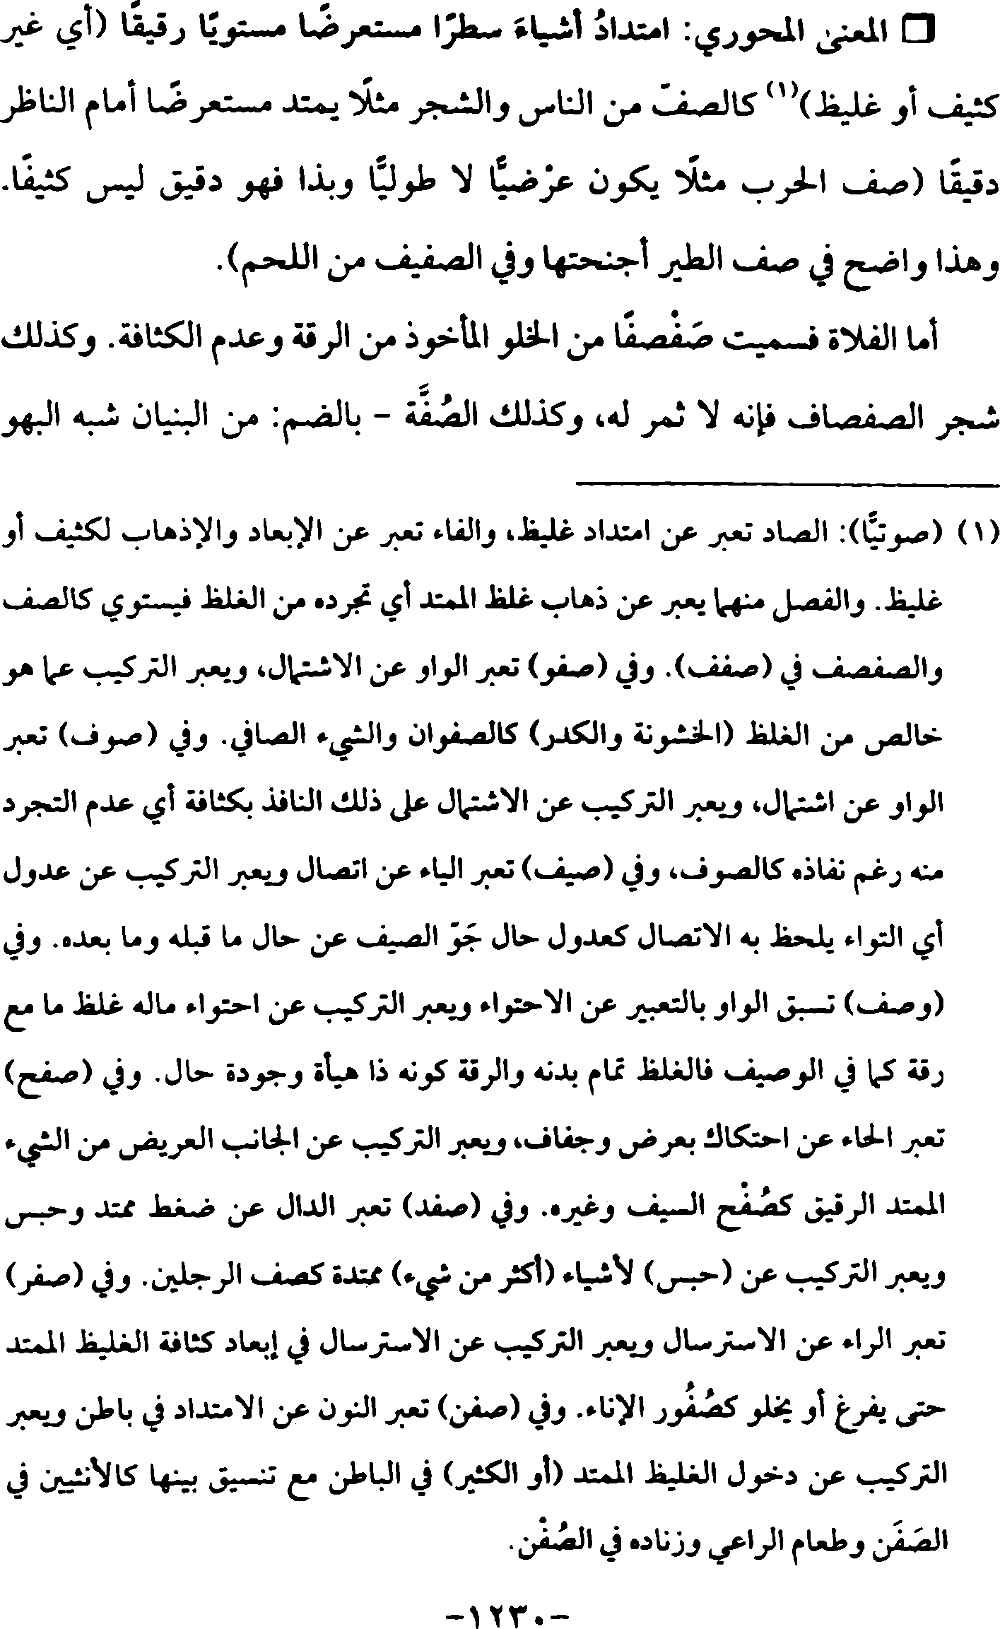 ❒ المعنى المحوري: امتدادُ أشياءَ سطرًا مستعرضًا مستويًا رقيقًا (أي غير
كثيف أو غليظ)(١) كالصفّ من الناس والشجر مثلًا يمتد مستعرضًا أمام الناظر
دقيقًا (صف الحرب مثلًا يكون عرْضيًّا لا طوليًّا وبذا فهو دقيق ليس كثيفًا.
وهذا واضح في صف الطير أجنحتها وفي الصفيف من اللحم).
أما الفلاة فسميت صَفْصفًا من الخلو المأخوذ من الرقة وعدم الكثافة. وكذلك
شجر الصفصاف فإنه لا ثمر له، وكذلك الصُفَّة - بالضم: من البنيان شبه البهو
(١) (صوتيًّا): الصاد تعبر عن امتداد غليظ، والفاء تعبر عن الإبعاد والإذهاب لكثيف أو
غليظ. والفصل منهما يعبر عن ذهاب غلظ الممتد أي تجرده من الغلظ فيستوي كالصف
والصفصف في (صفف). وفي (صفو) تعبر الواو عن الاشتمال، ويعبر التركيب عما هو
خالص من الغلظ (الخشونة والكدر) كالصفوان والشيء الصافي. وفي (صوف) تعبر
الواو عن اشتمال، ويعبر التركيب عن الاشتمال على ذلك النافذ بكثافة أي عدم التجرد
منه رغم نفاذه كالصوف، وفي (صيف) تعبر الياء عن اتصال ويعبر التركيب عن عدول
أي التواء يلحظ به الاتصال كعدول حال جَوّ الصيف عن حال ما قبله وما بعده. وفي
(وصف) تسبق الواو بالتعبير عن الاحتواء ويعبر التركيب عن احتواء ماله غلظ ما مع
رقة كما في الوصيف فالغلظ تمام بدنه والرقة كونه ذا هيأة وجودة حال. وفي (صفح)
تعبر الحاء عن احتكاك بعرض وجفاف، ويعبر التركيب عن الجانب العريض من الشيء
الممتد الرقيق كصُفْح السيف وغيره. وفي (صفد) تعبر الدال عن ضغط ممتد وحبس
ويعبر التركيب عن (حبس) لأشياء (أكثر من شيء) ممتدة كصف الرجلين. وفي (صفر)
تعبر الراء عن الاسترسال ويعبر التركيب عن الاسترسال في إبعاد كثافة الغليظ الممتد
حتى يفرغ أو يخلو كصُفُور الإناء. وفي (صفن) تعبر النون عن الامتداد في باطن ويعبر
التركيب عن دخول الغليظ الممتد (أو الكثير) في الباطن مع تنسيق بينها كالأنثيين في
الصَفَن وطعام الراعي وزناده في الصُفْن.
-١٢٣٠-